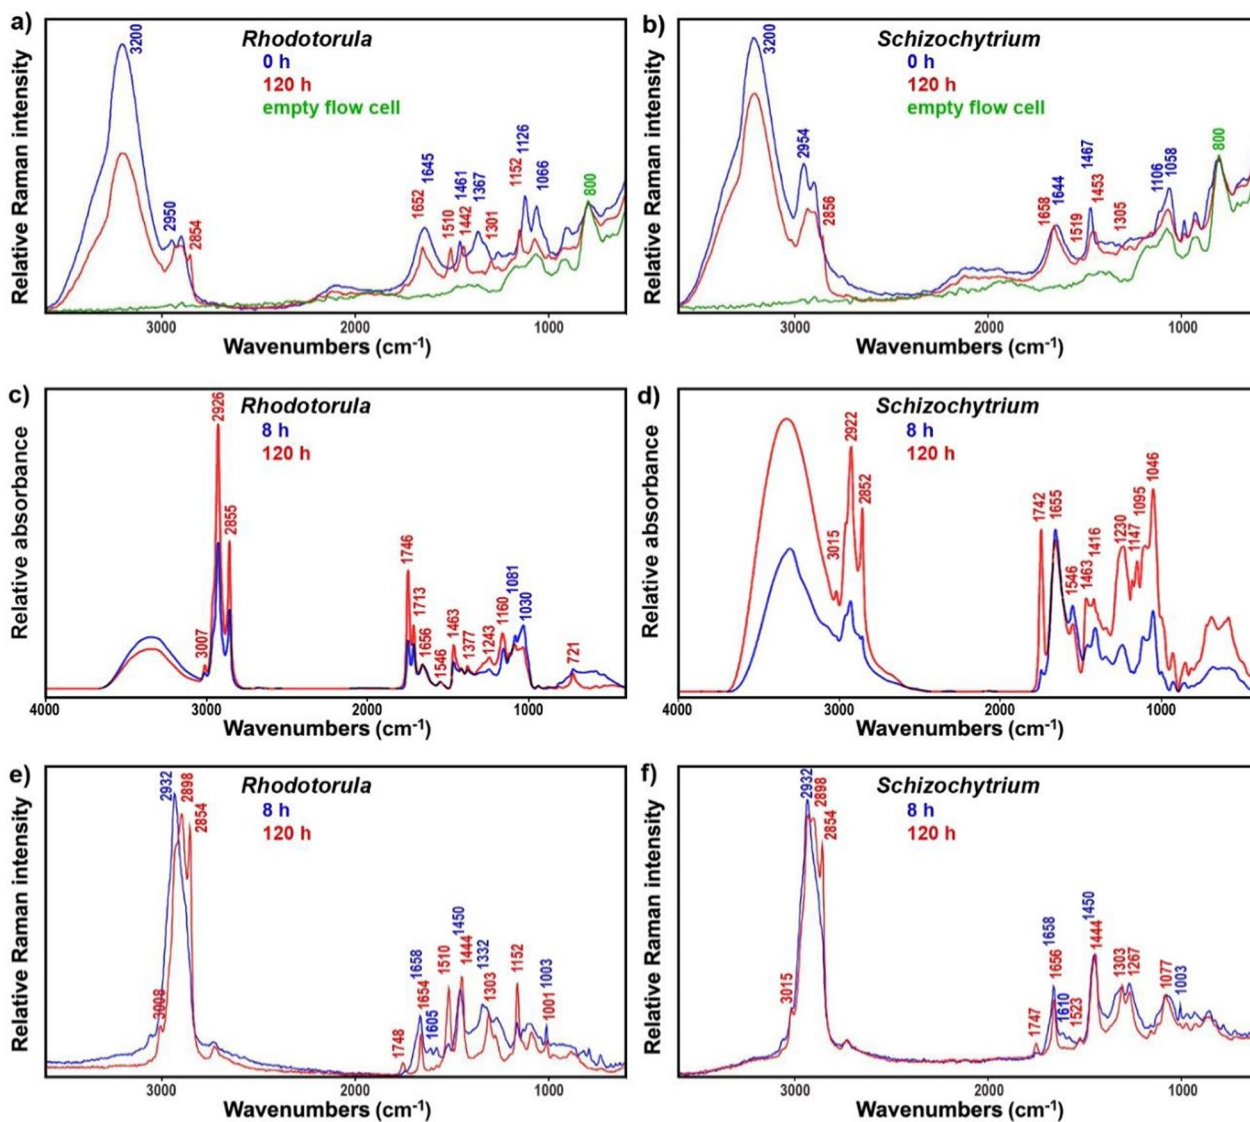 a)
Rhodotorula
0 h
120 h
empty flow cell
3200
2950
2854
1652
1645
1510
1461
1442
1367
1301
1152
1126
1066
800
Relative Raman intensity
3000 2000 1000
Wavenumbers (cm-1)
b)
Schizochytrium
0 h
120 h
empty flow cell
3200
2954
2856
1658
1644
1519
1467
1453
1305
1106
1058
800
Relative Raman intensity
3000 2000 1000
Wavenumbers (cm-1)
c)
Rhodotorula
8 h
120 h
3007
2926
2855
1746
1713
1656
1546
1463
1377
1243
1160
1081
1030
721
Relative absorbance
4000 3000 2000 1000
Wavenumbers (cm-1)
d)
Schizochytrium
8 h
120 h
3015
2922
2852
1742
1655
1546
1463
1416
1230
1147
1095
1046
Relative absorbance
4000 3000 2000 1000
Wavenumbers (cm-1)
e)
Rhodotorula
8 h
120 h
3008
2932
2898
2854
1748
1658
1654
1605
1510
1450
1444
1332
1303
1152
1003
1001
Relative Raman intensity
3000 2000 1000
Wavenumbers (cm-1)
f)
Schizochytrium
8 h
120 h
3015
2932
2898
2854
1747
1658
1656
1610
1523
1450
1444
1303
1267
1077
1003
Relative Raman intensity
3000 2000 1000
Wavenumbers (cm-1)